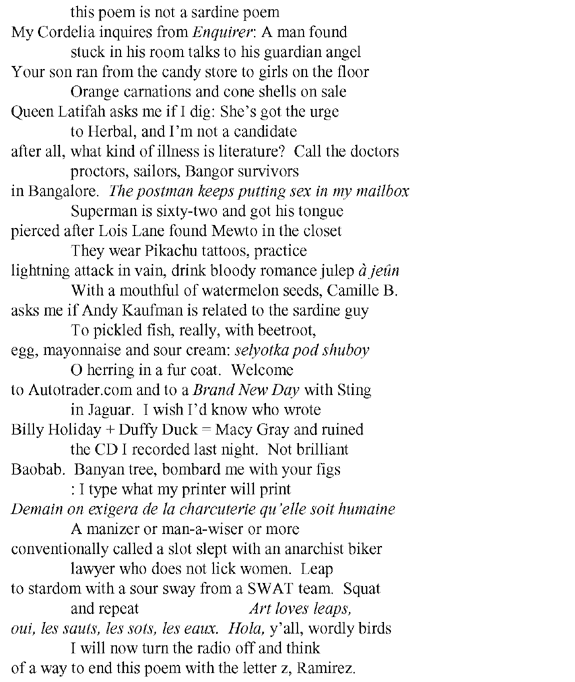 this poem is not a sardine poem
My Cordelia inquires from Enquirer: A man found
stuck in his room talks to his guardian angel
Your son ran from the candy store to girls on the floor
Orange carnations and cone shells on sale
Queen Latifah asks me if I dig: She's got the urge
to Herbal, and I'm not a candidate
after all, what kind of illness is literature?  Call the doctors
proctors, sailors, Bangor survivors
in Bangalore.  The postman keeps putting sex in my mailbox
Superman is sixty-two and got his tongue
pierced after Lois Lane found Mewto in the closet
They wear Pikachu tattoos, practice
lightning attack in vain, drink bloody romance julep à jeûn
With a mouthful of watermelon seeds, Camille B.
asks me if Andy Kaufman is related to the sardine guy
To pickled fish, really, with beetroot,
egg, mayonnaise and sour cream: selyotka pod shuboy
O herring in a fur coat.  Welcome
to Autotrader.com and to a Brand New Day with Sting
in Jaguar.  I wish I'd know who wrote
Billy Holiday + Duffy Duck = Macy Gray and ruined
the CD I recorded last night.  Not brilliant
Baobab.  Banyan tree, bombard me with your figs
: I type what my printer will print
Demain on exigera de la charcuterie qu'elle soit humaine
A manizer or man-a-wiser or more
conventionally called a slot slept with an anarchist biker
lawyer who does not lick women.  Leap
to stardom with a sour sway from a SWAT team.  Squat
and repeat Art loves leaps,
oui, les sauts, les sots, les eaux.  Hola, y'all, wordly birds
I will now turn the radio off and think
of a way to end this poem with the letter z, Ramirez.